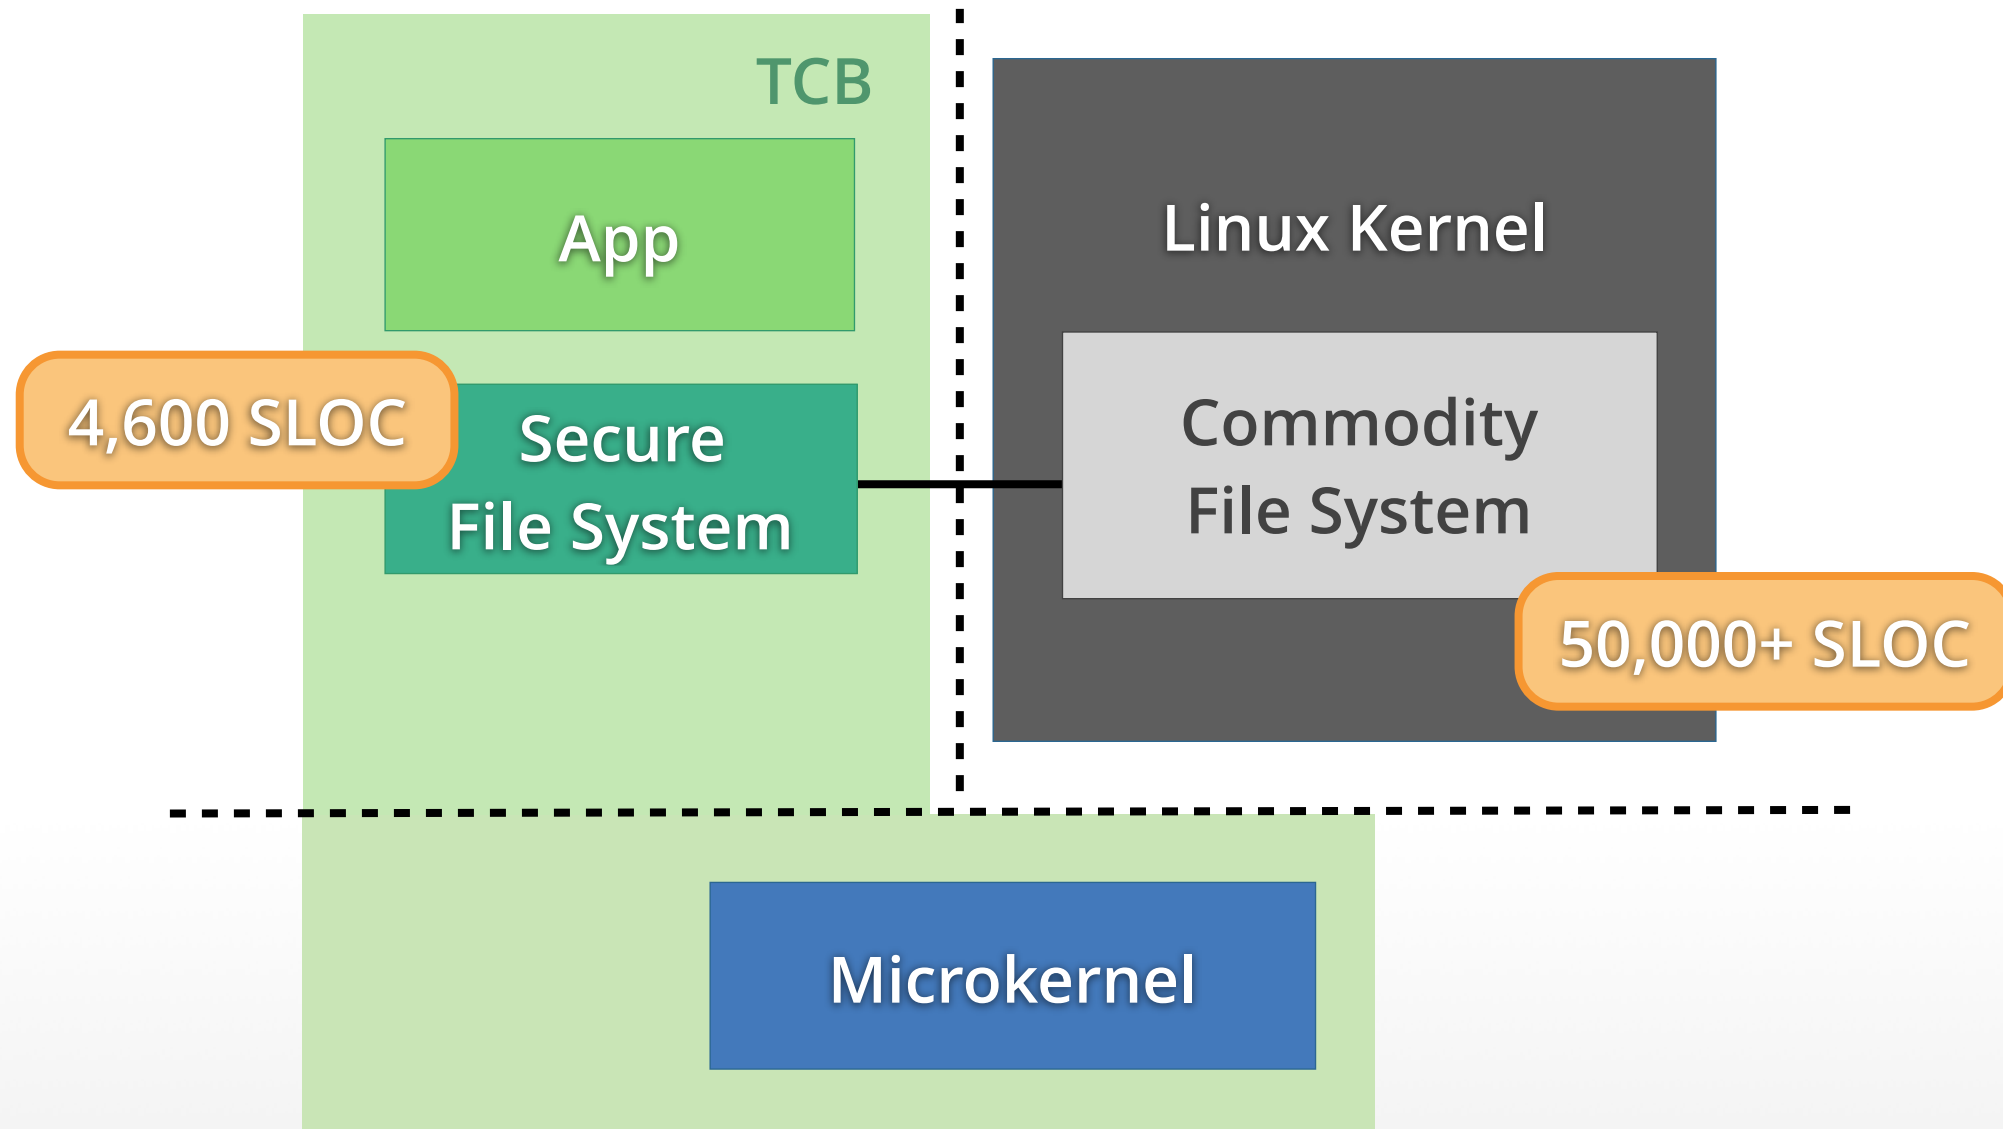 TCB
App
Linux Kernel
4,600 SLOC
Secure
File System
Commodity
File System
50,000+ SLOC
Microkernel